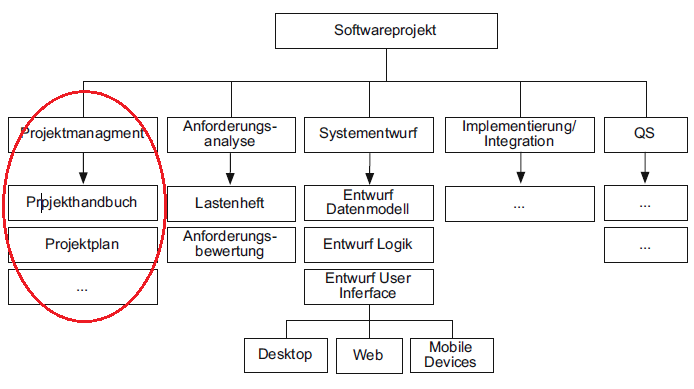 Softwareprojekt
Projektmanagment
Anforderungs-
analyse
Systementwurf
Implementierung/
Integration
QS
Projekthandbuch
Lastenheft
Entwurf
Datenmodell
...
...
Projektplan
Anforderungs-
bewertung
Entwurf Logik
...
...
Entwurf User
Inferface
Desktop
Web
Mobile
Devices